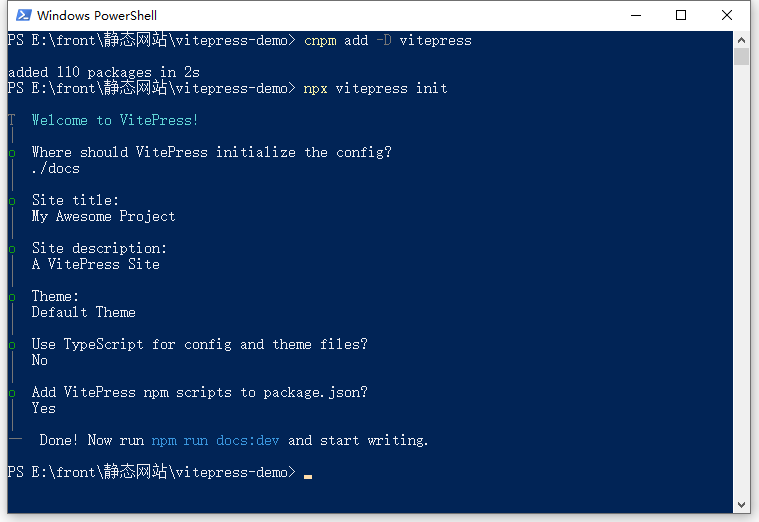 Windows PowerShell
PS E:\front\静态网站\vitepress-demo> cnpm add -D vitepress
added 110 packages in 2s
PS E:\front\静态网站\vitepress-demo> npx vitepress init
T  Welcome to VitePress!
o  Where should VitePress initialize the config?
./docs
o  Site title:
My Awesome Project
o  Site description:
A VitePress Site
o  Theme:
Default Theme
o  Use TypeScript for config and theme files?
No
o  Add VitePress npm scripts to package.json?
Yes
—  Done! Now run npm run docs:dev and start writing.
PS E:\front\静态网站\vitepress-demo>